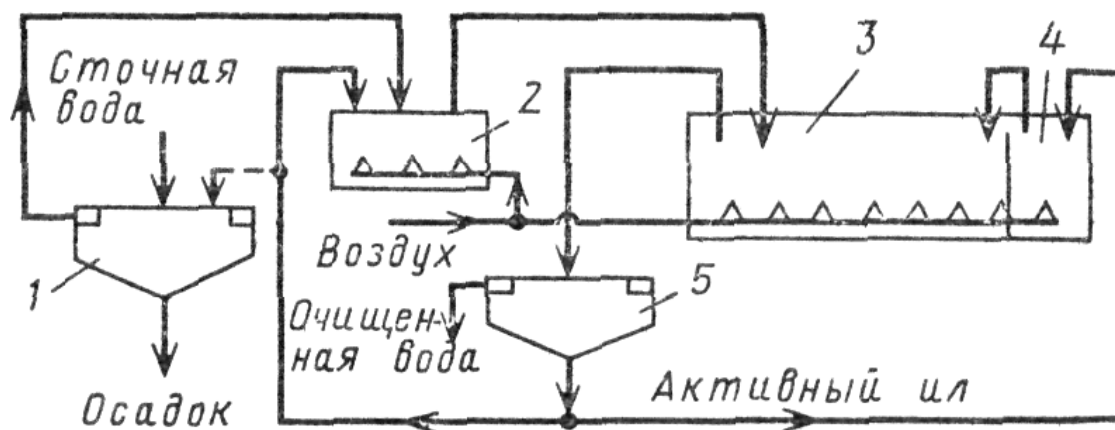 Сточная
вода
2
3
4
Воздух
1
5
Очищен-
ная вода
Осадок
Активный ил